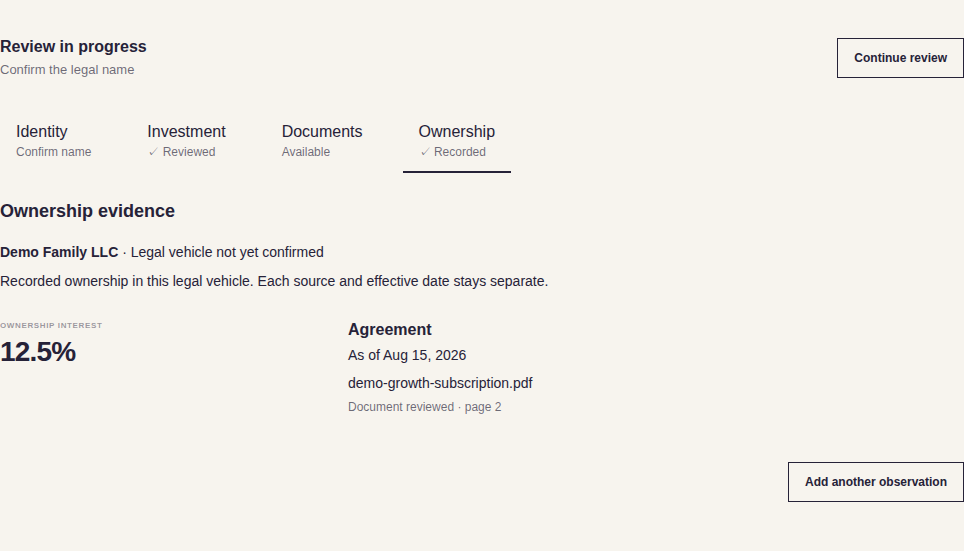 Review in progress
Confirm the legal name
Continue review
Identity
Confirm name
Investment
✓ Reviewed
Documents
Available
Ownership
✓ Recorded
Ownership evidence
Demo Family LLC · Legal vehicle not yet confirmed
Recorded ownership in this legal vehicle. Each source and effective date stays separate.
OWNERSHIP INTEREST
12.5%
Agreement
As of Aug 15, 2026
demo-growth-subscription.pdf
Document reviewed · page 2
Add another observation